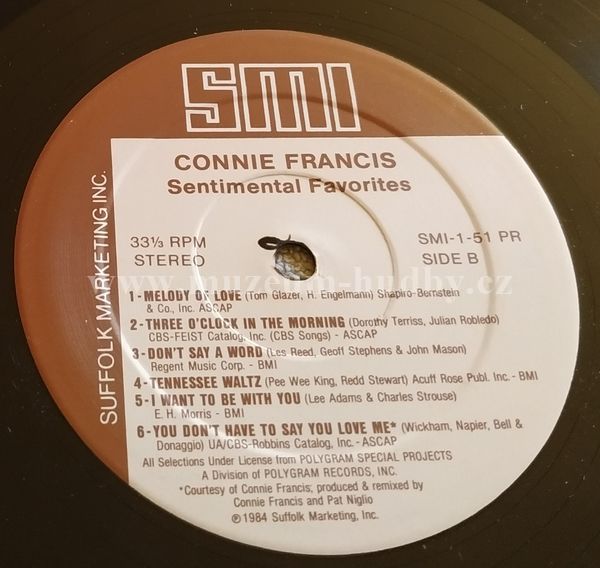 SMI
CONNIE FRANCIS
Sentimental Favorites
SUFFOLK MARKETING INC.
33⅓ RPM
STEREO
SMI-1-51 PR
SIDE B
www.muzeum-hudby.cz
1-MELODY OF LOVE (Tom Glazer, H. Engelmann) Shapiro-Bernstein
& Co., Inc. ASCAP
2-THREE O'CLOCK IN THE MORNING (Dorothy Terriss, Julian Robledo)
CBS-FEIST Catalog, Inc. (CBS Songs) - ASCAP
3-DON'T SAY A WORD (Les Reed, Geoff Stephens & John Mason)
Regent Music Corp. - BMI
4-TENNESSEE WALTZ (Pee Wee King, Redd Stewart) Acuff Rose Publ. Inc. - BMI
5-I WANT TO BE WITH YOU (Lee Adams & Charles Strouse)
E.H. Morris - BMI
6-YOU DON'T HAVE TO SAY YOU LOVE ME* (Wickham, Napier, Bell &
Donaggio) UA/CBS-Robbins Catalog, Inc. - ASCAP
All Selections Under License from POLYGRAM SPECIAL PROJECTS
A Division of POLYGRAM RECORDS, INC.
*Courtesy of Connie Francis; produced & remixed by
Connie Francis and Pat Niglio
℗1984 Suffolk Marketing, Inc.